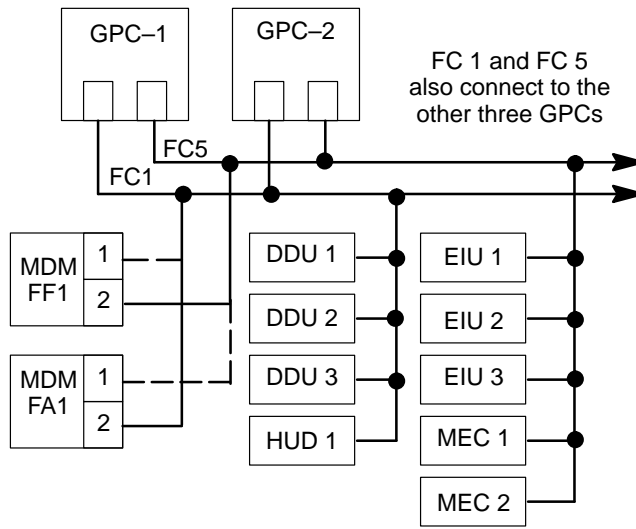 GPC–1
GPC–2
FC 1 and FC 5
also connect to the
other three GPCs
FC5
FC1
MDM
FF1
1
2
MDM
FA1
1
2
DDU 1
DDU 2
DDU 3
HUD 1
EIU 1
EIU 2
EIU 3
MEC 1
MEC 2